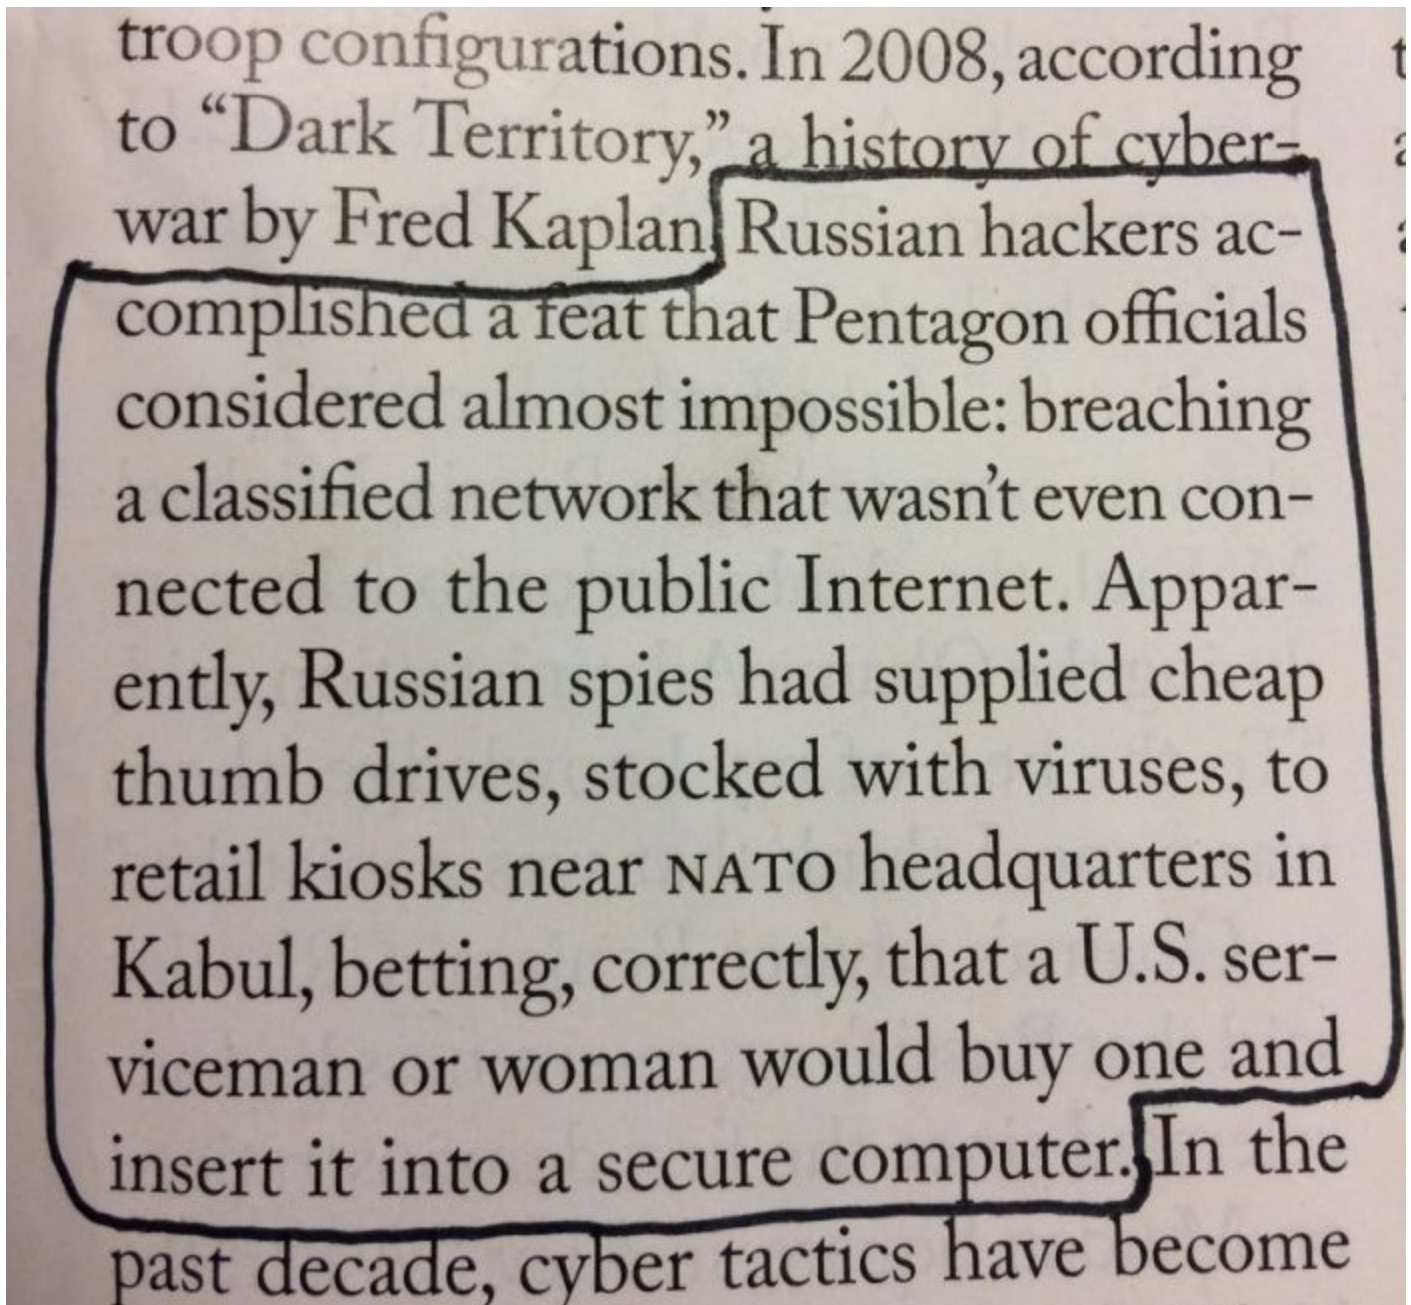 troop configurations. In 2008, according
to “Dark Territory,” a history of cyber-
war by Fred Kaplan, Russian hackers ac-
complished a feat that Pentagon officials
considered almost impossible: breaching
a classified network that wasn’t even con-
nected to the public Internet. Appar-
ently, Russian spies had supplied cheap
thumb drives, stocked with viruses, to
retail kiosks near NATO headquarters in
Kabul, betting, correctly, that a U.S. ser-
viceman or woman would buy one and
insert it into a secure computer. In the
past decade, cyber tactics have become